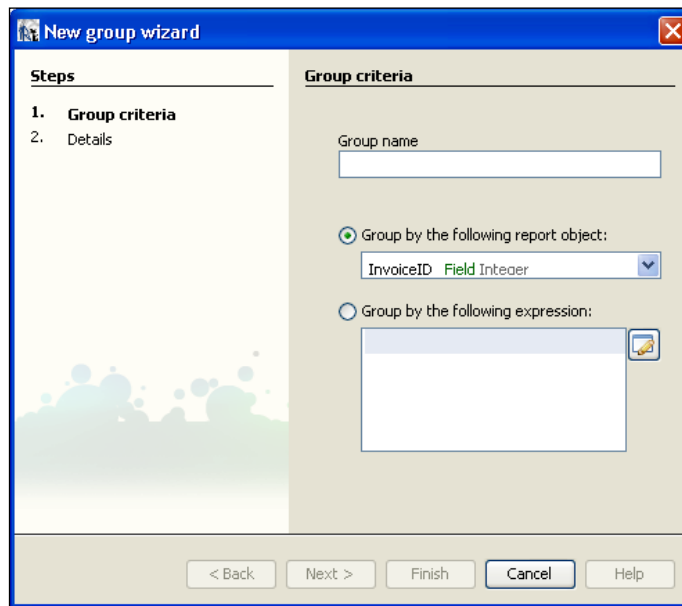 New group wizard
Steps
1. Group criteria
2. Details
Group criteria
Group name
Group by the following report object:
InvoiceID Field Integer
Group by the following expression:
< Back Next > Finish Cancel Help